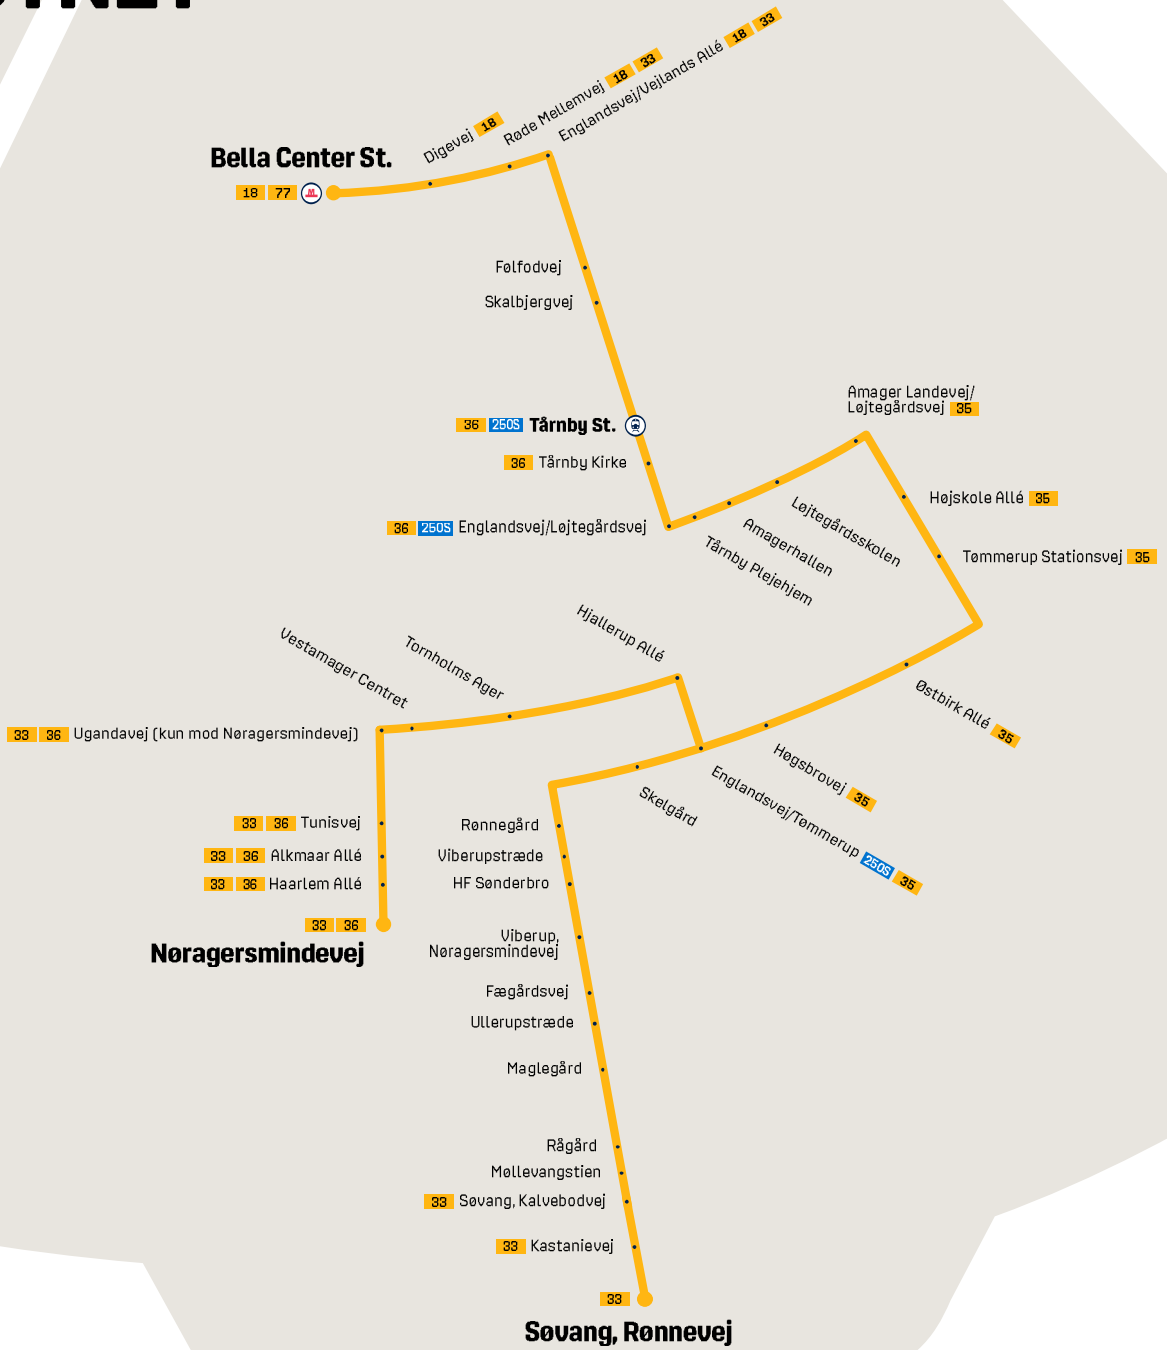 Englandsvej/Vejlands Allé 18 33
Røde Mellemvej 18 33
Digevej 18
Bella Center St.
18 77 M
Følfodvej
Skalbjergvej
36 250S Tårnby St.
36 Tårnby Kirke
36 250S Englandsvej/Løjtegårdsvej
Amager Landevej/
Løjtegårdsvej 35
Højskole Allé 35
Tømmerup Stationsvej 35
Løjtegårdsskolen
Amagerhallen
Tårnby Plejehjem
Hjallerup Allé
Tornholms Ager
Vestamager Centret
33 36 Ugandavej (kun mod Nøragersmindevej)
Østbirk Allé 35
Høgsbrovej 35
Englandsvej/Tømmerup 250S 35
Skelgård
33 36 Tunisvej
33 36 Alkmaar Allé
33 36 Haarlem Allé
33 36
Nøragersmindevej
Rønnegård
Viberupstræde
HF Sønderbro
Viberup,
Nøragersmindevej
Fægårdsvej
Ullerupstræde
Maglegård
Rågård
Møllevangstien
33 Søvang, Kalvebodvej
33 Kastanievej
33
Søvang, Rønnevej